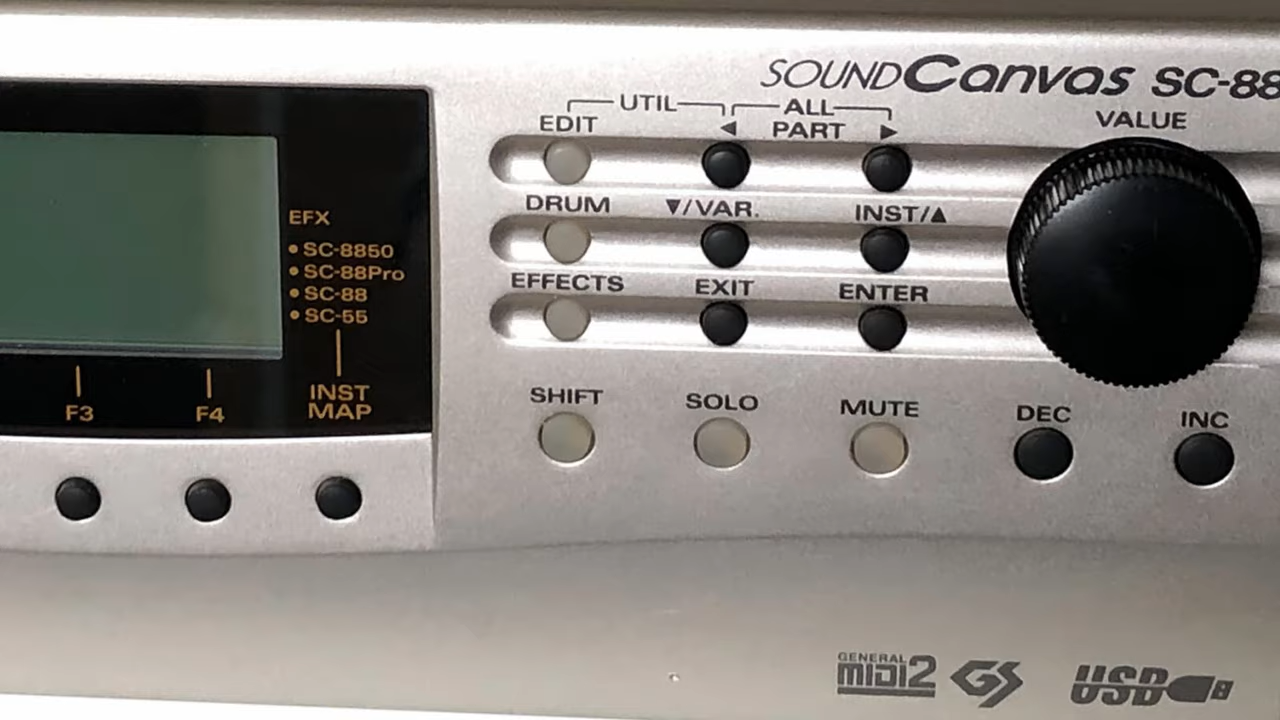 SOUND Canvas SC-88
UTIL
ALL
EDIT
◀ PART ▶
VALUE
DRUM
▼/VAR.
INST/▲
EFFECTS
EXIT
ENTER
SHIFT
SOLO
MUTE
DEC
INC
EFX
• SC-8850
• SC-88Pro
• SC-88
• SC-55
F3
F4
INST
MAP
GENERAL
MIDI2
GS
USB